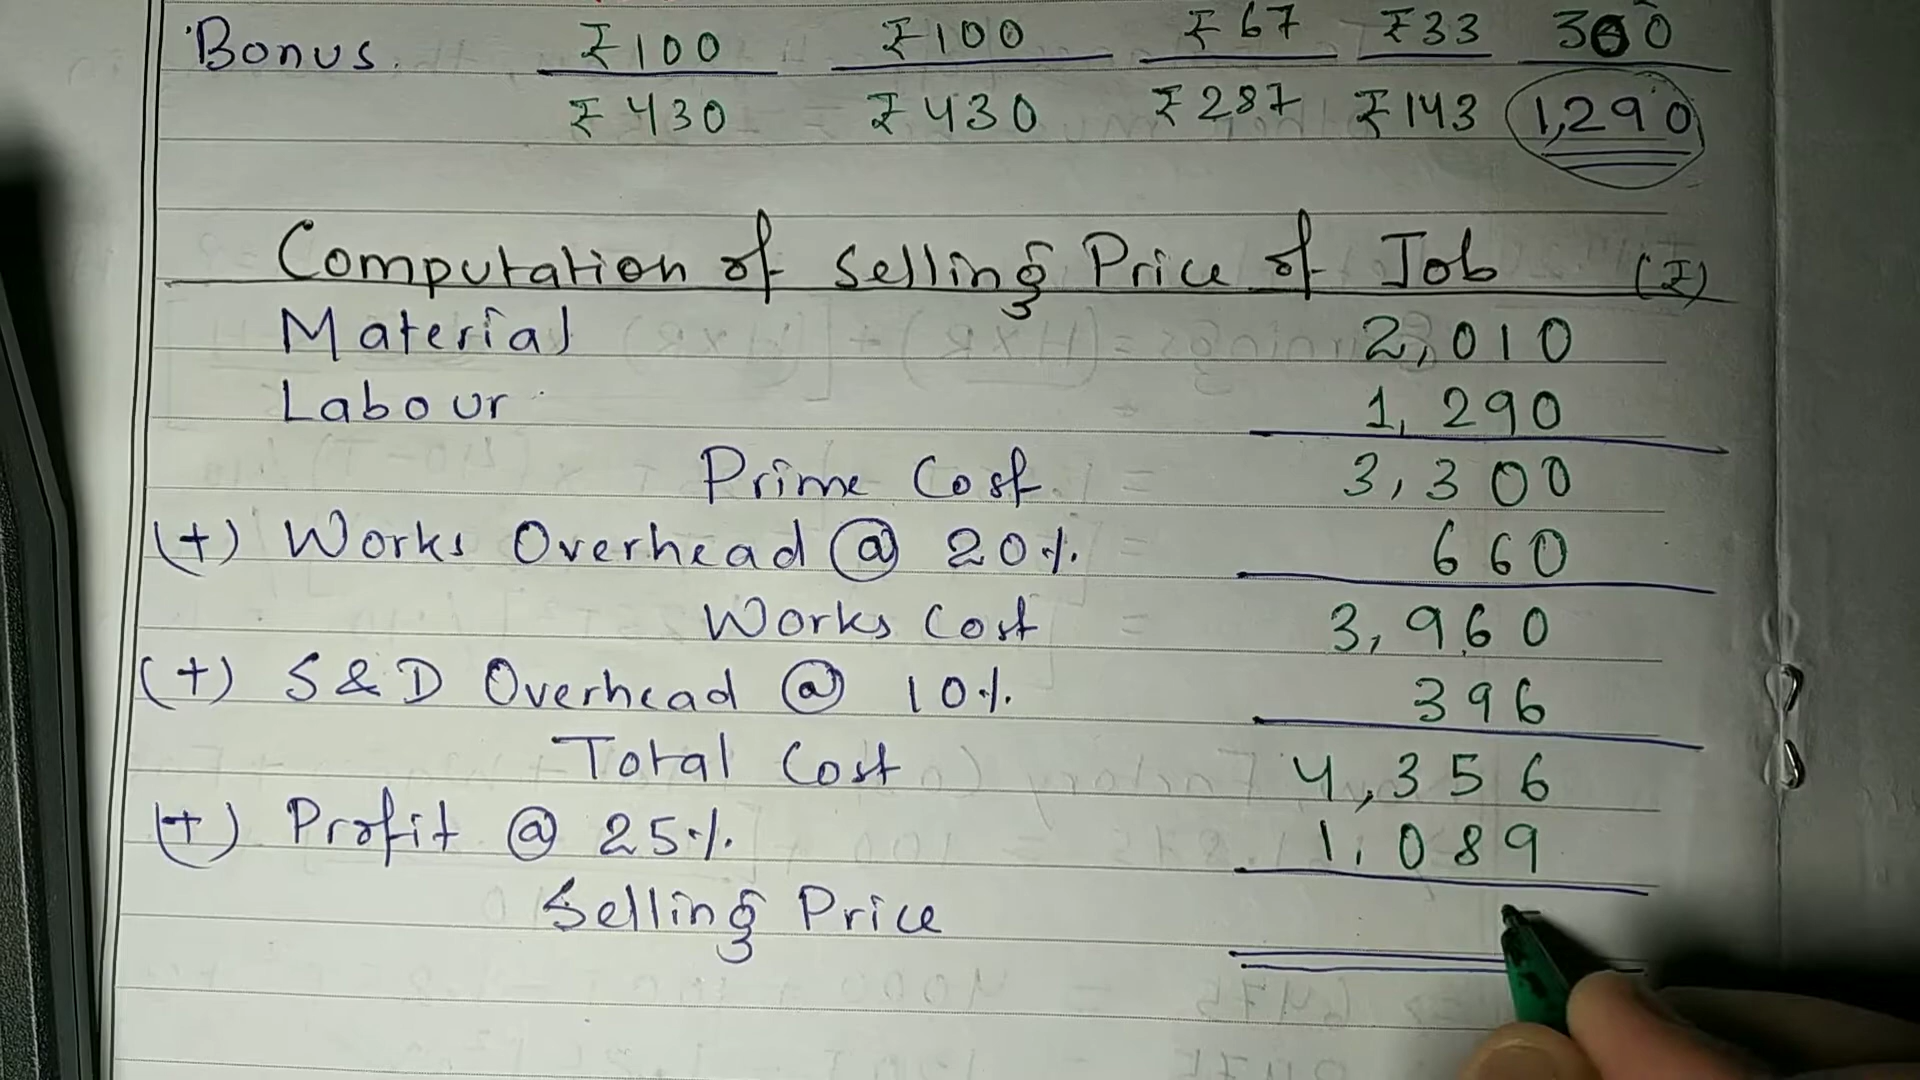 Bonus. ₹100 ₹100 ₹67 ₹33 300
₹430 ₹430 ₹287 ₹143 1,290
Computation of Selling Price of Job (₹)
Material 2,010
Labour 1,290
Prime Cost = 3,300
(+) Works Overhead @ 20% = 660
Works Cost = 3,960
(+) S&D Overhead @ 10% 396
Total Cost 4,356
(+) Profit @ 25% 1,089
Selling Price